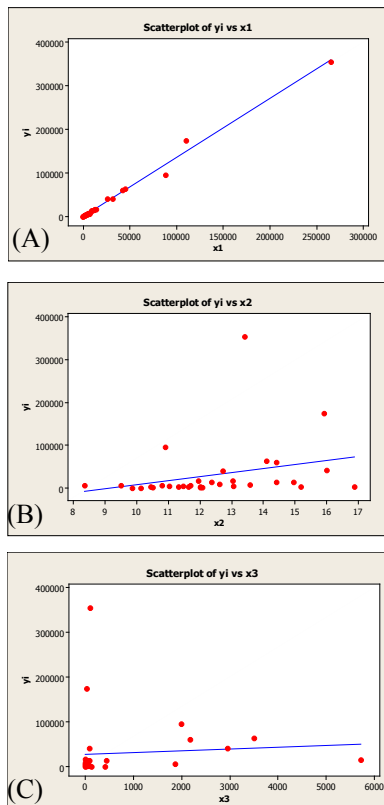 Scatterplot of yi vs x1
400000
300000
200000
100000
0
yi
0 50000 100000 150000 200000 250000 300000
x1
(A)
Scatterplot of yi vs x2
400000
300000
200000
100000
0
yi
8 9 10 11 12 13 14 15 16 17
x2
(B)
Scatterplot of yi vs x3
400000
300000
200000
100000
0
yi
0 1000 2000 3000 4000 5000 6000
x3
(C)